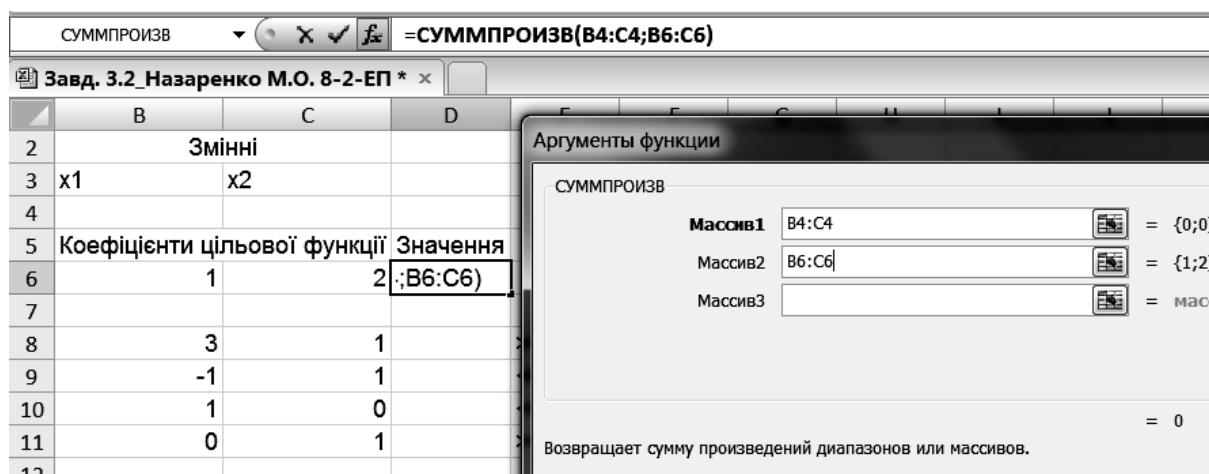 СУММПРОИЗВ fx =СУММПРОИЗВ(B4:C4;B6:C6)
Завд. 3.2_Назаренко М.О. 8-2-ЕП * ×
B C D
2 Змінні
3 x1 x2
4
5 Коефіцієнти цільової функції Значення
6 1 2 ;B6:C6)
7
8 3 1
9 -1 1
10 1 0
11 0 1
Аргументы функции
СУММПРОИЗВ
Массив1 B4:C4 = {0;0}
Массив2 B6:C6 = {1;2}
Массив3 = мас
= 0
Возвращает сумму произведений диапазонов или массивов.